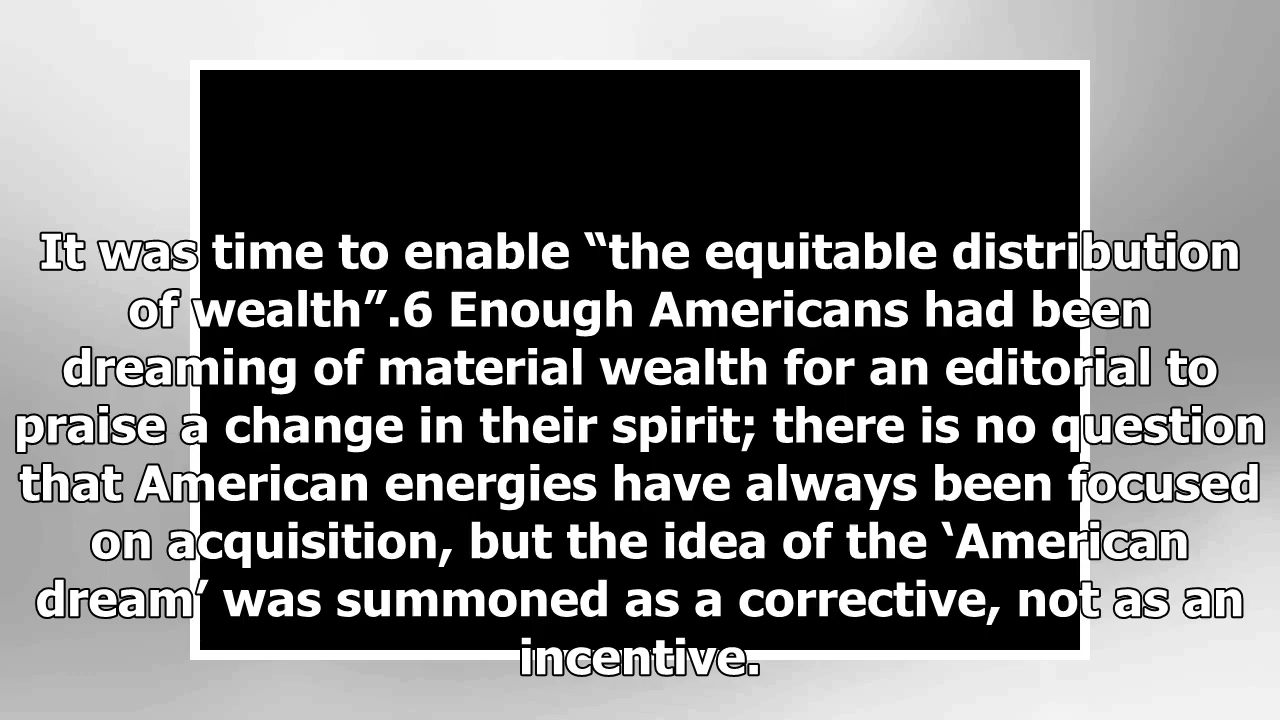 It was time to enable “the equitable distribution
of wealth”.6 Enough Americans had been
dreaming of material wealth for an editorial to
praise a change in their spirit; there is no question
that American energies have always been focused
on acquisition, but the idea of the ‘American
dream’ was summoned as a corrective, not as an
incentive.